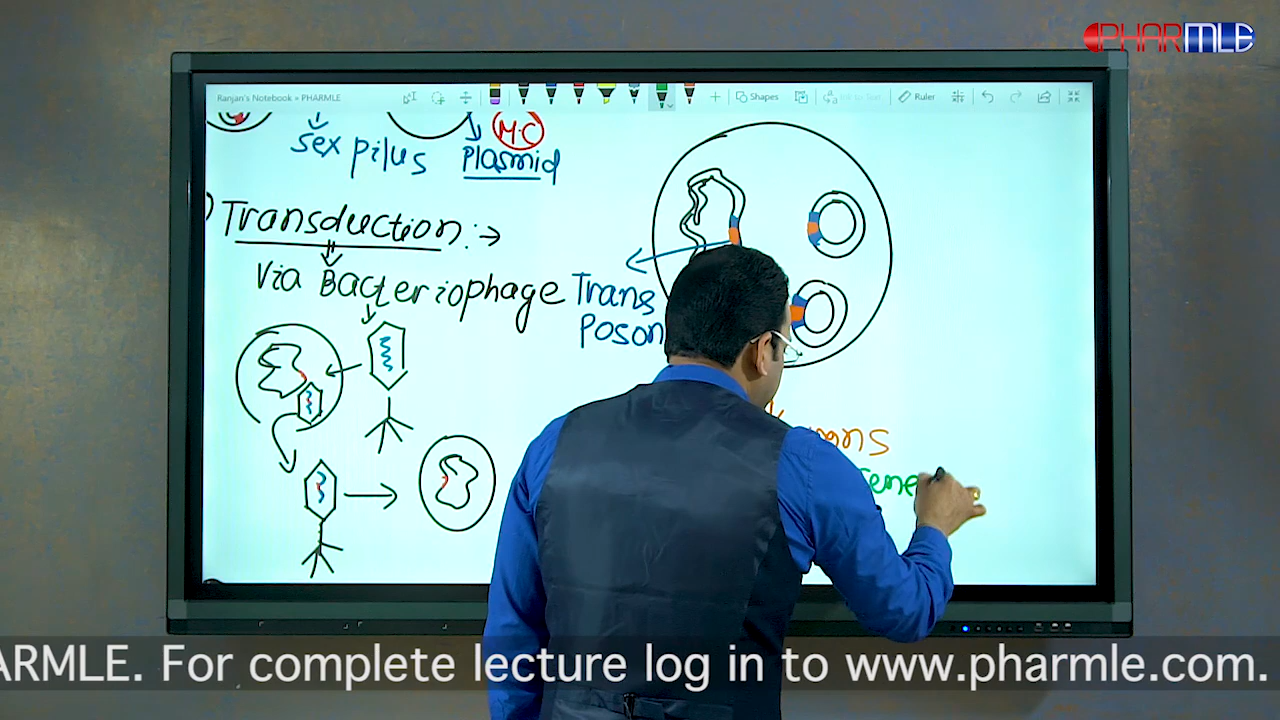 PHARMLE
Ranjan's Notebook » PHARMLE
Shapes
Ruler
M.C
Sex pilus
Plasmid
Transduction :→
Via Bacteriophage
Trans
Poson
ARMLE. For complete lecture log in to www.pharmle.com.